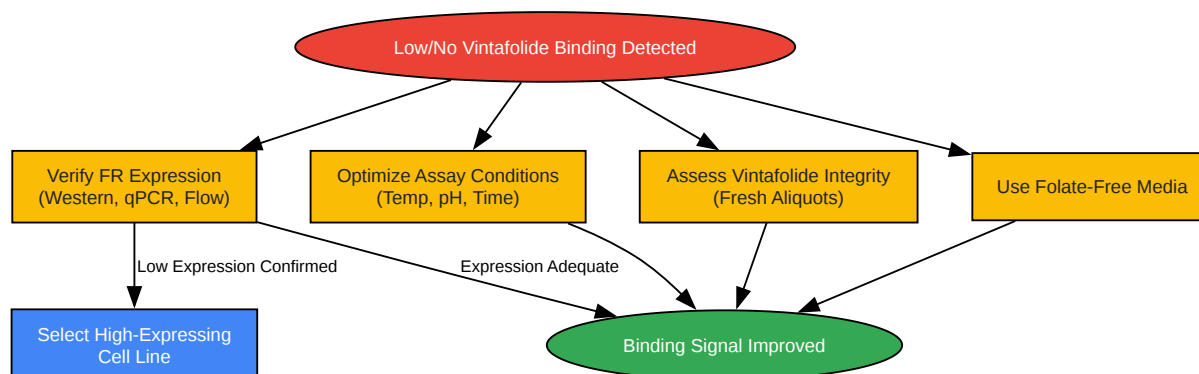 Low/No Vintafolide Binding Detected
Verify FR Expression
(Western, qPCR, Flow)
Optimize Assay Conditions
(Temp, pH, Time)
Assess Vintafolide Integrity
(Fresh Aliquots)
Use Folate-Free Media
Low Expression Confirmed
Expression Adequate
Select High-Expressing
Cell Line
Binding Signal Improved